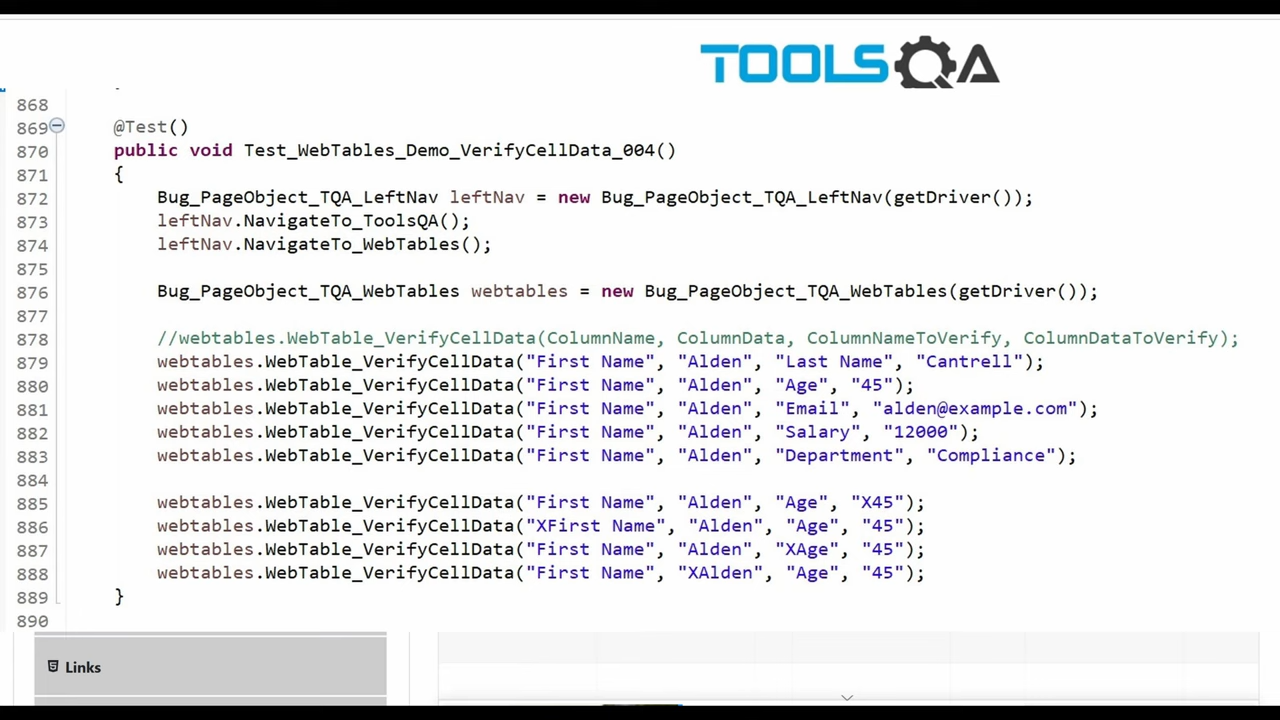 TOOLSQA
868
869 @Test()
870 public void Test_WebTables_Demo_VerifyCellData_004()
871 {
872 Bug_PageObject_TQA_LeftNav leftNav = new Bug_PageObject_TQA_LeftNav(getDriver());
873 leftNav.NavigateTo_ToolsQA();
874 leftNav.NavigateTo_WebTables();
875
876 Bug_PageObject_TQA_WebTables webtables = new Bug_PageObject_TQA_WebTables(getDriver());
877
878 //webtables.WebTable_VerifyCellData(ColumnName, ColumnData, ColumnNameToVerify, ColumnDataToVerify);
879 webtables.WebTable_VerifyCellData("First Name", "Alden", "Last Name", "Cantrell");
880 webtables.WebTable_VerifyCellData("First Name", "Alden", "Age", "45");
881 webtables.WebTable_VerifyCellData("First Name", "Alden", "Email", "alden@example.com");
882 webtables.WebTable_VerifyCellData("First Name", "Alden", "Salary", "12000");
883 webtables.WebTable_VerifyCellData("First Name", "Alden", "Department", "Compliance");
884
885 webtables.WebTable_VerifyCellData("First Name", "Alden", "Age", "X45");
886 webtables.WebTable_VerifyCellData("XFirst Name", "Alden", "Age", "45");
887 webtables.WebTable_VerifyCellData("First Name", "Alden", "XAge", "45");
888 webtables.WebTable_VerifyCellData("First Name", "XAlden", "Age", "45");
889 }
890
Links